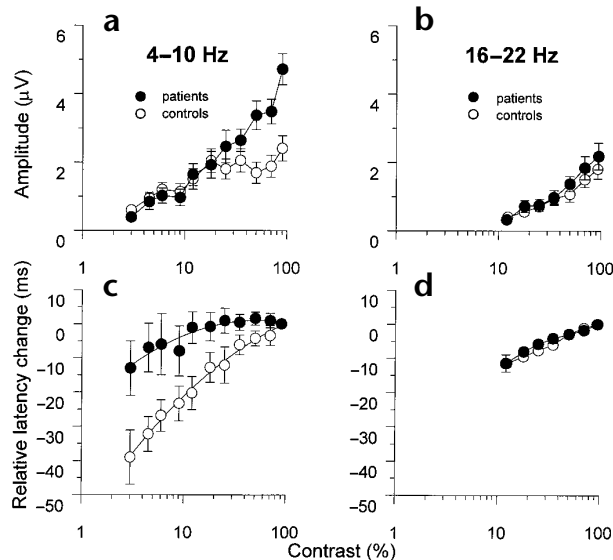 a
b
6
4
2
0
Amplitude (μV)
4–10 Hz
patients
controls
1
10
100
6
4
2
0
16–22 Hz
patients
controls
1
10
100
c
d
10
0
−10
−20
−30
−40
−50
Relative latency change (ms)
1
10
100
10
0
−10
−20
−30
−40
−50
1
10
100
Contrast (%)